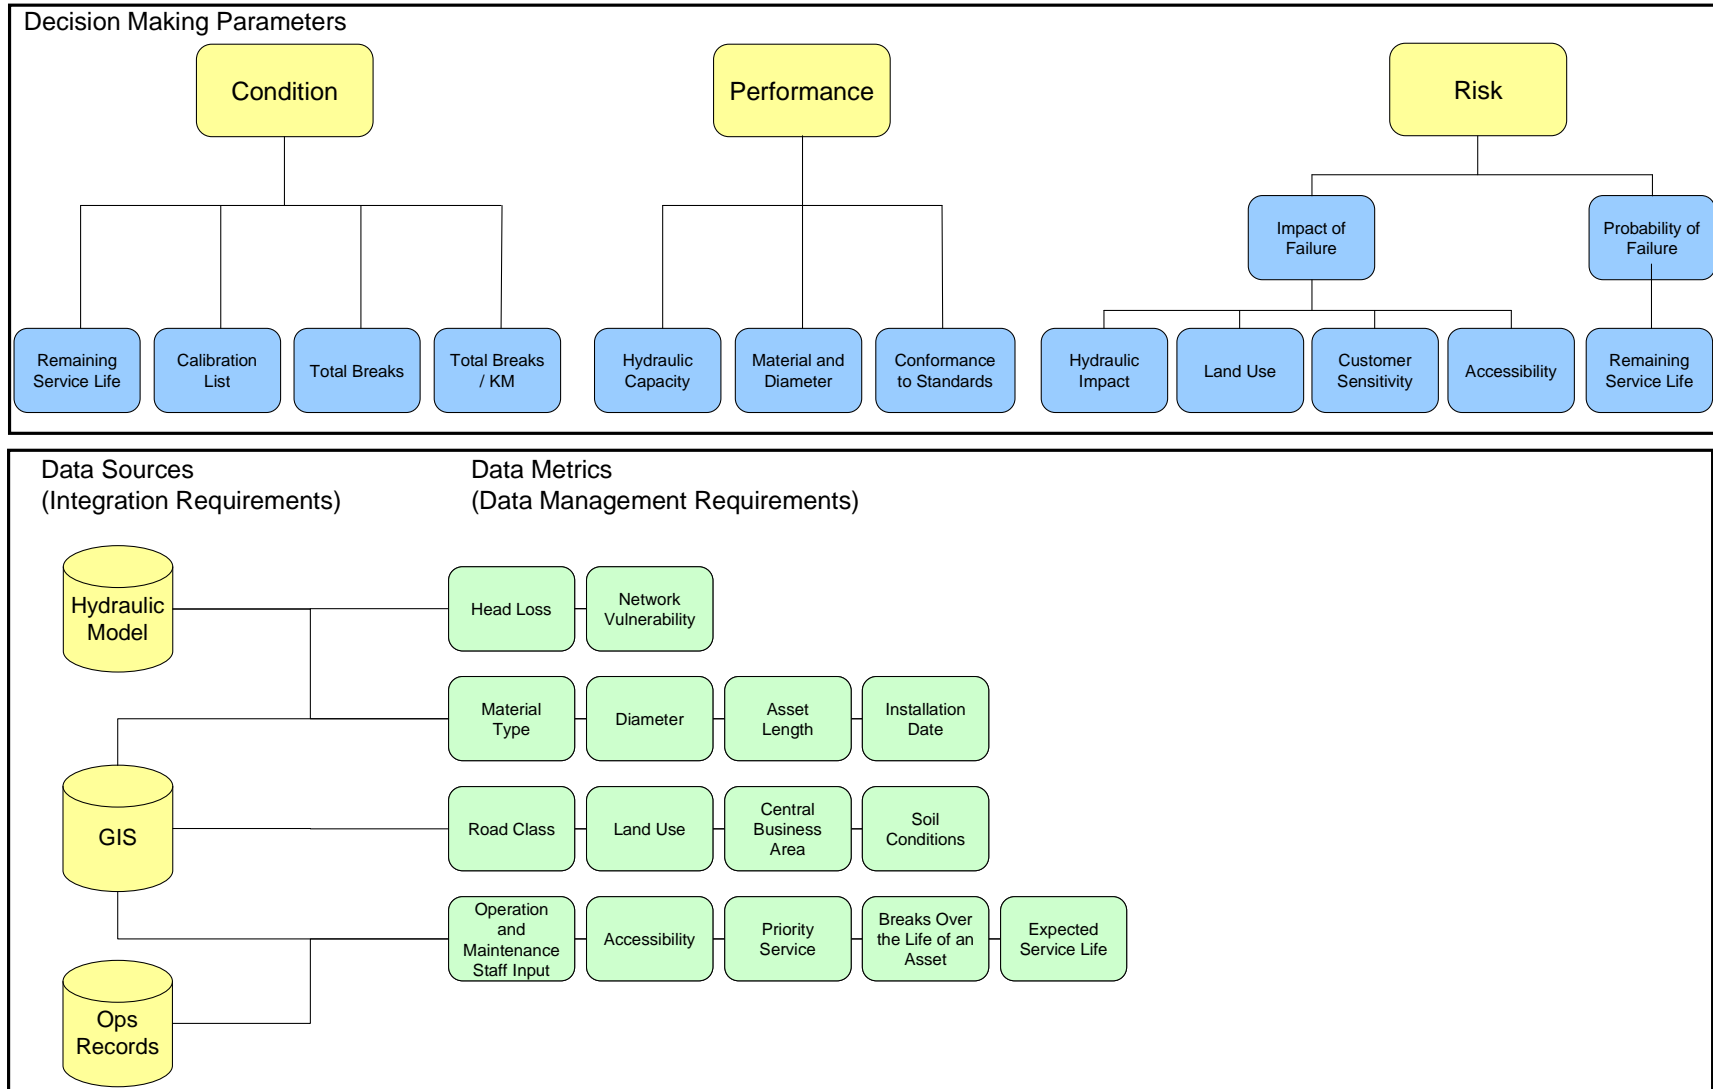 Decision Making Parameters
Condition
Performance
Risk
Impact of
Failure
Probability of
Failure
Remaining
Service Life
Calibration
List
Total Breaks
Total Breaks
/ KM
Hydraulic
Capacity
Material and
Diameter
Conformance
to Standards
Hydraulic
Impact
Land Use
Customer
Sensitivity
Accessibility
Remaining
Service Life
Data Sources
(Integration Requirements)
Data Metrics
(Data Management Requirements)
Hydraulic
Model
Head Loss
Network
Vulnerability
Material
Type
Diameter
Asset
Length
Installation
Date
GIS
Road Class
Land Use
Central
Business
Area
Soil
Conditions
Operation
and
Maintenance
Staff Input
Accessibility
Priority
Service
Breaks Over
the Life of an
Asset
Expected
Service Life
Ops
Records